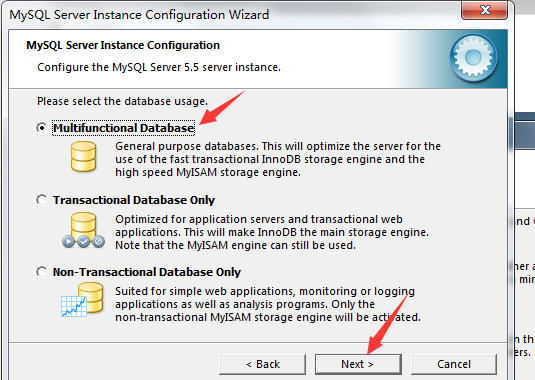 MySQL Server Instance Configuration Wizard
MySQL Server Instance Configuration
Configure the MySQL Server 5.5 server instance.
Please select the database usage.
Multifunctional Database
General purpose databases. This will optimize the server for the
use of the fast transactional InnoDB storage engine and the
high speed MyISAM storage engine.
Transactional Database Only
Optimized for application servers and transactional web
applications. This will make InnoDB the main storage engine.
Note that the MyISAM engine can still be used.
Non-Transactional Database Only
Suited for simple web applications, monitoring or logging
applications as well as analysis programs. Only the
non-transactional MyISAM storage engine will be activated.
< Back
Next >
Cancel